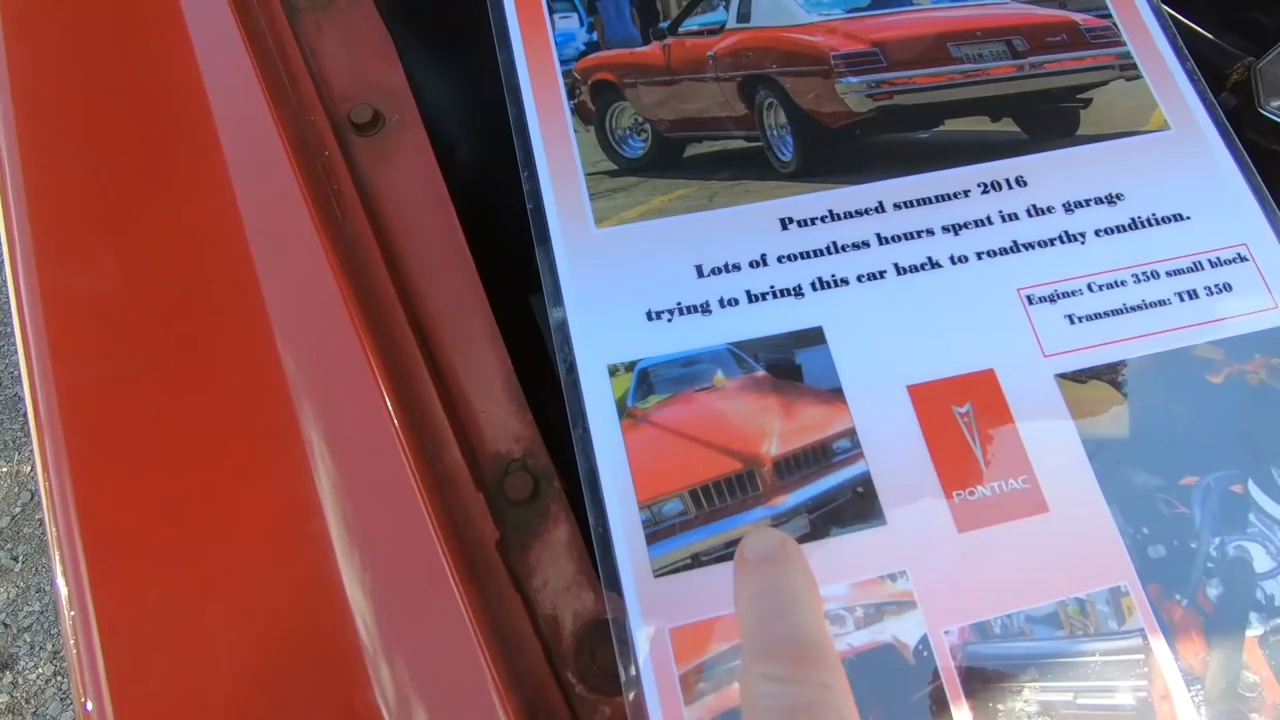 Purchased summer 2016
Lots of countless hours spent in the garage
trying to bring this car back to roadworthy condition.
Engine: Crate 350 small block
Transmission: TH 350
PONTIAC